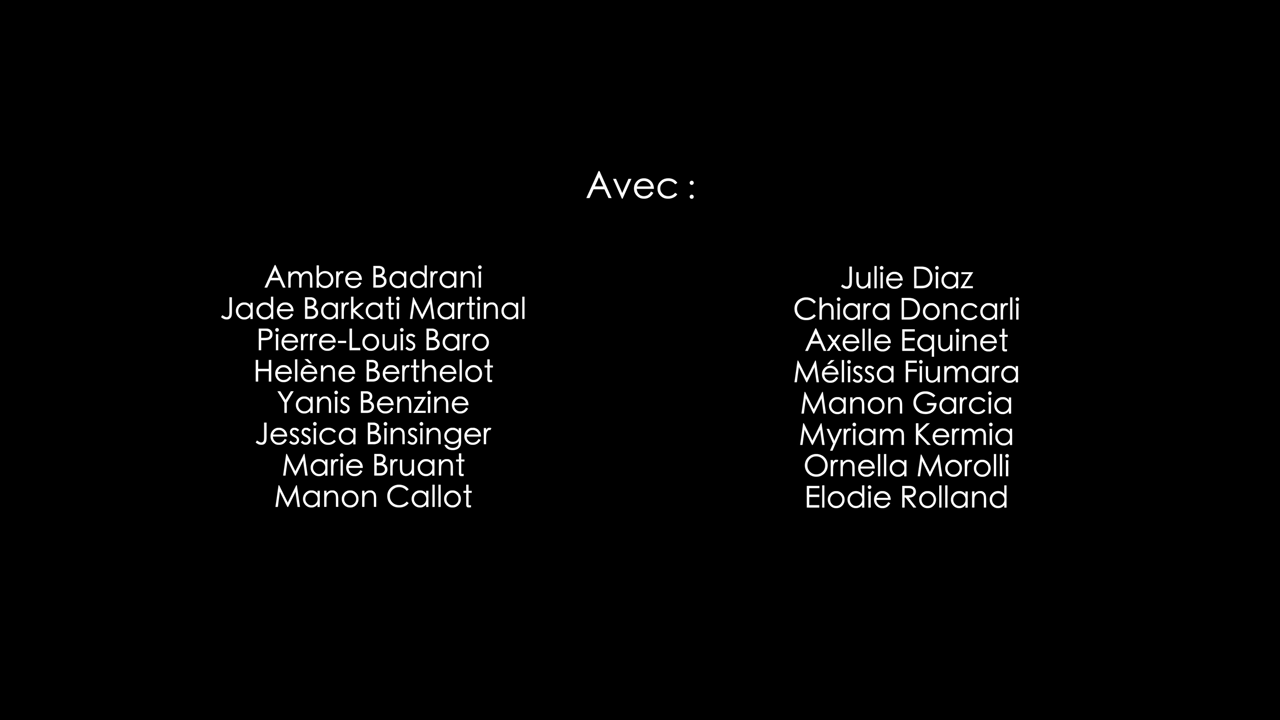 Avec :
Ambre Badrani
Jade Barkati Martinal
Pierre-Louis Baro
Helène Berthelot
Yanis Benzine
Jessica Binsinger
Marie Bruant
Manon Callot
Julie Diaz
Chiara Doncarli
Axelle Equinet
Mélissa Fiumara
Manon Garcia
Myriam Kermia
Ornella Morolli
Elodie Rolland